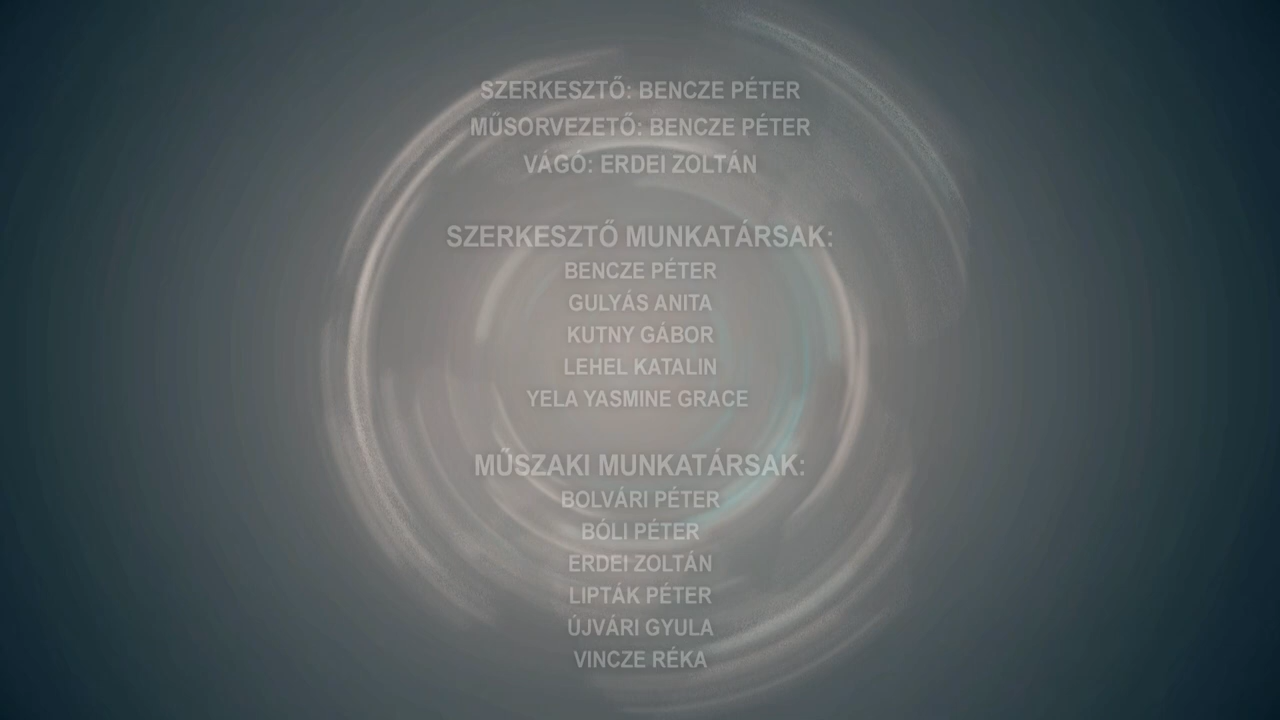 SZERKESZTŐ: BENCZE PÉTER
MŰSORVEZETŐ: BENCZE PÉTER
VÁGÓ: ERDEI ZOLTÁN
SZERKESZTŐ MUNKATÁRSAK:
BENCZE PÉTER
GULYÁS ANITA
KUTNY GÁBOR
LEHEL KATALIN
YELA YASMINE GRACE
MŰSZAKI MUNKATÁRSAK:
BOLVÁRI PÉTER
BÓLI PÉTER
ERDEI ZOLTÁN
LIPTÁK PÉTER
ÚJVÁRI GYULA
VINCZE RÉKA